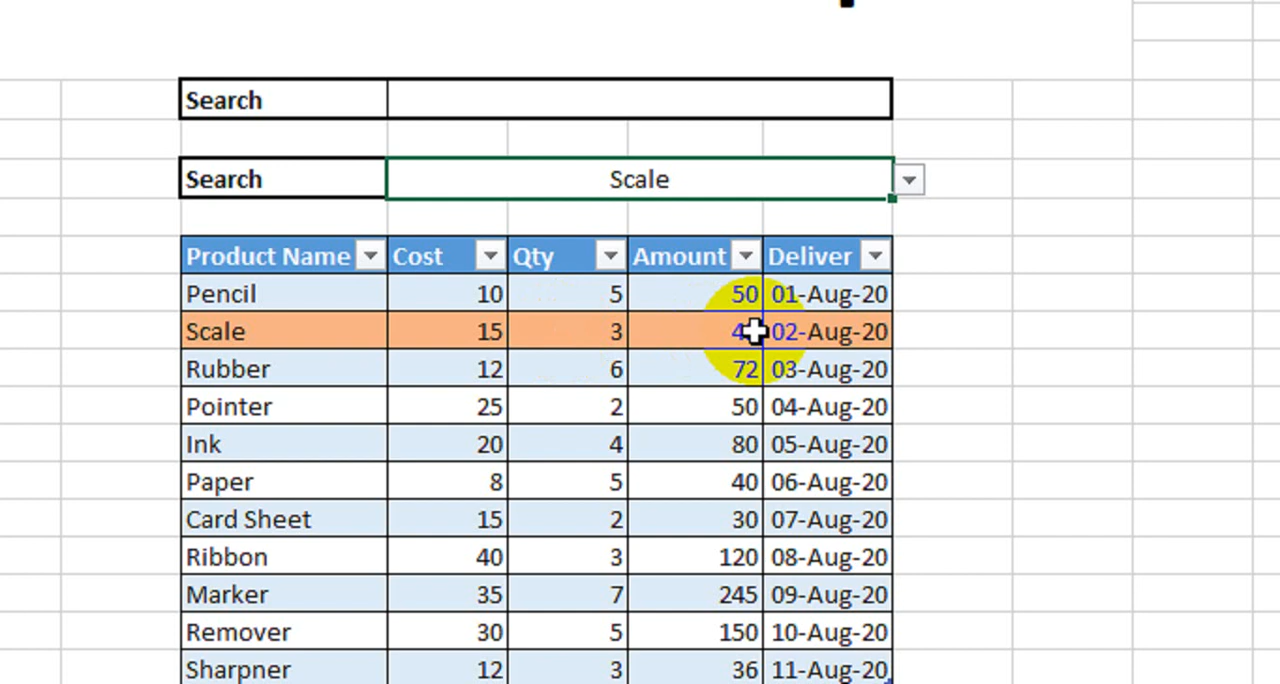 Search
Search Scale
Product Name Cost Qty Amount Deliver
Pencil 10 5 50 01-Aug-20
Scale 15 3 02-Aug-20
Rubber 12 6 72 03-Aug-20
Pointer 25 2 50 04-Aug-20
Ink 20 4 80 05-Aug-20
Paper 8 5 40 06-Aug-20
Card Sheet 15 2 30 07-Aug-20
Ribbon 40 3 120 08-Aug-20
Marker 35 7 245 09-Aug-20
Remover 30 5 150 10-Aug-20
Sharpner 12 3 36 11-Aug-20